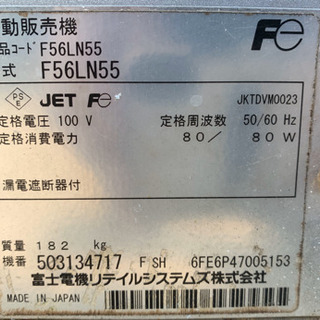 動販売機
品コード F56LN55
式 F56LN55
Fe
PS E JET Fe JKTDVM0023
定格電圧 100 V 定格周波数 50/60 Hz
定格消費電力 80/ 80 W
漏電遮断器付
質量 182 kg
機番 503134717 F SH 6FE6P47005153
富士電機リテイルシステムズ株式会社
MADE IN JAPAN